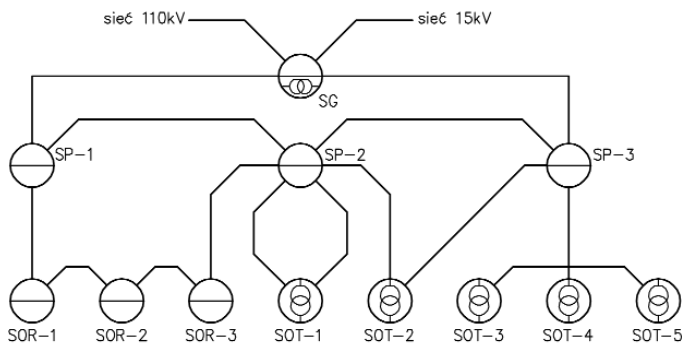 sieć 110kV
sieć 15kV
SG
SP-1
SP-2
SP-3
SOR-1
SOR-2
SOR-3
SOT-1
SOT-2
SOT-3
SOT-4
SOT-5